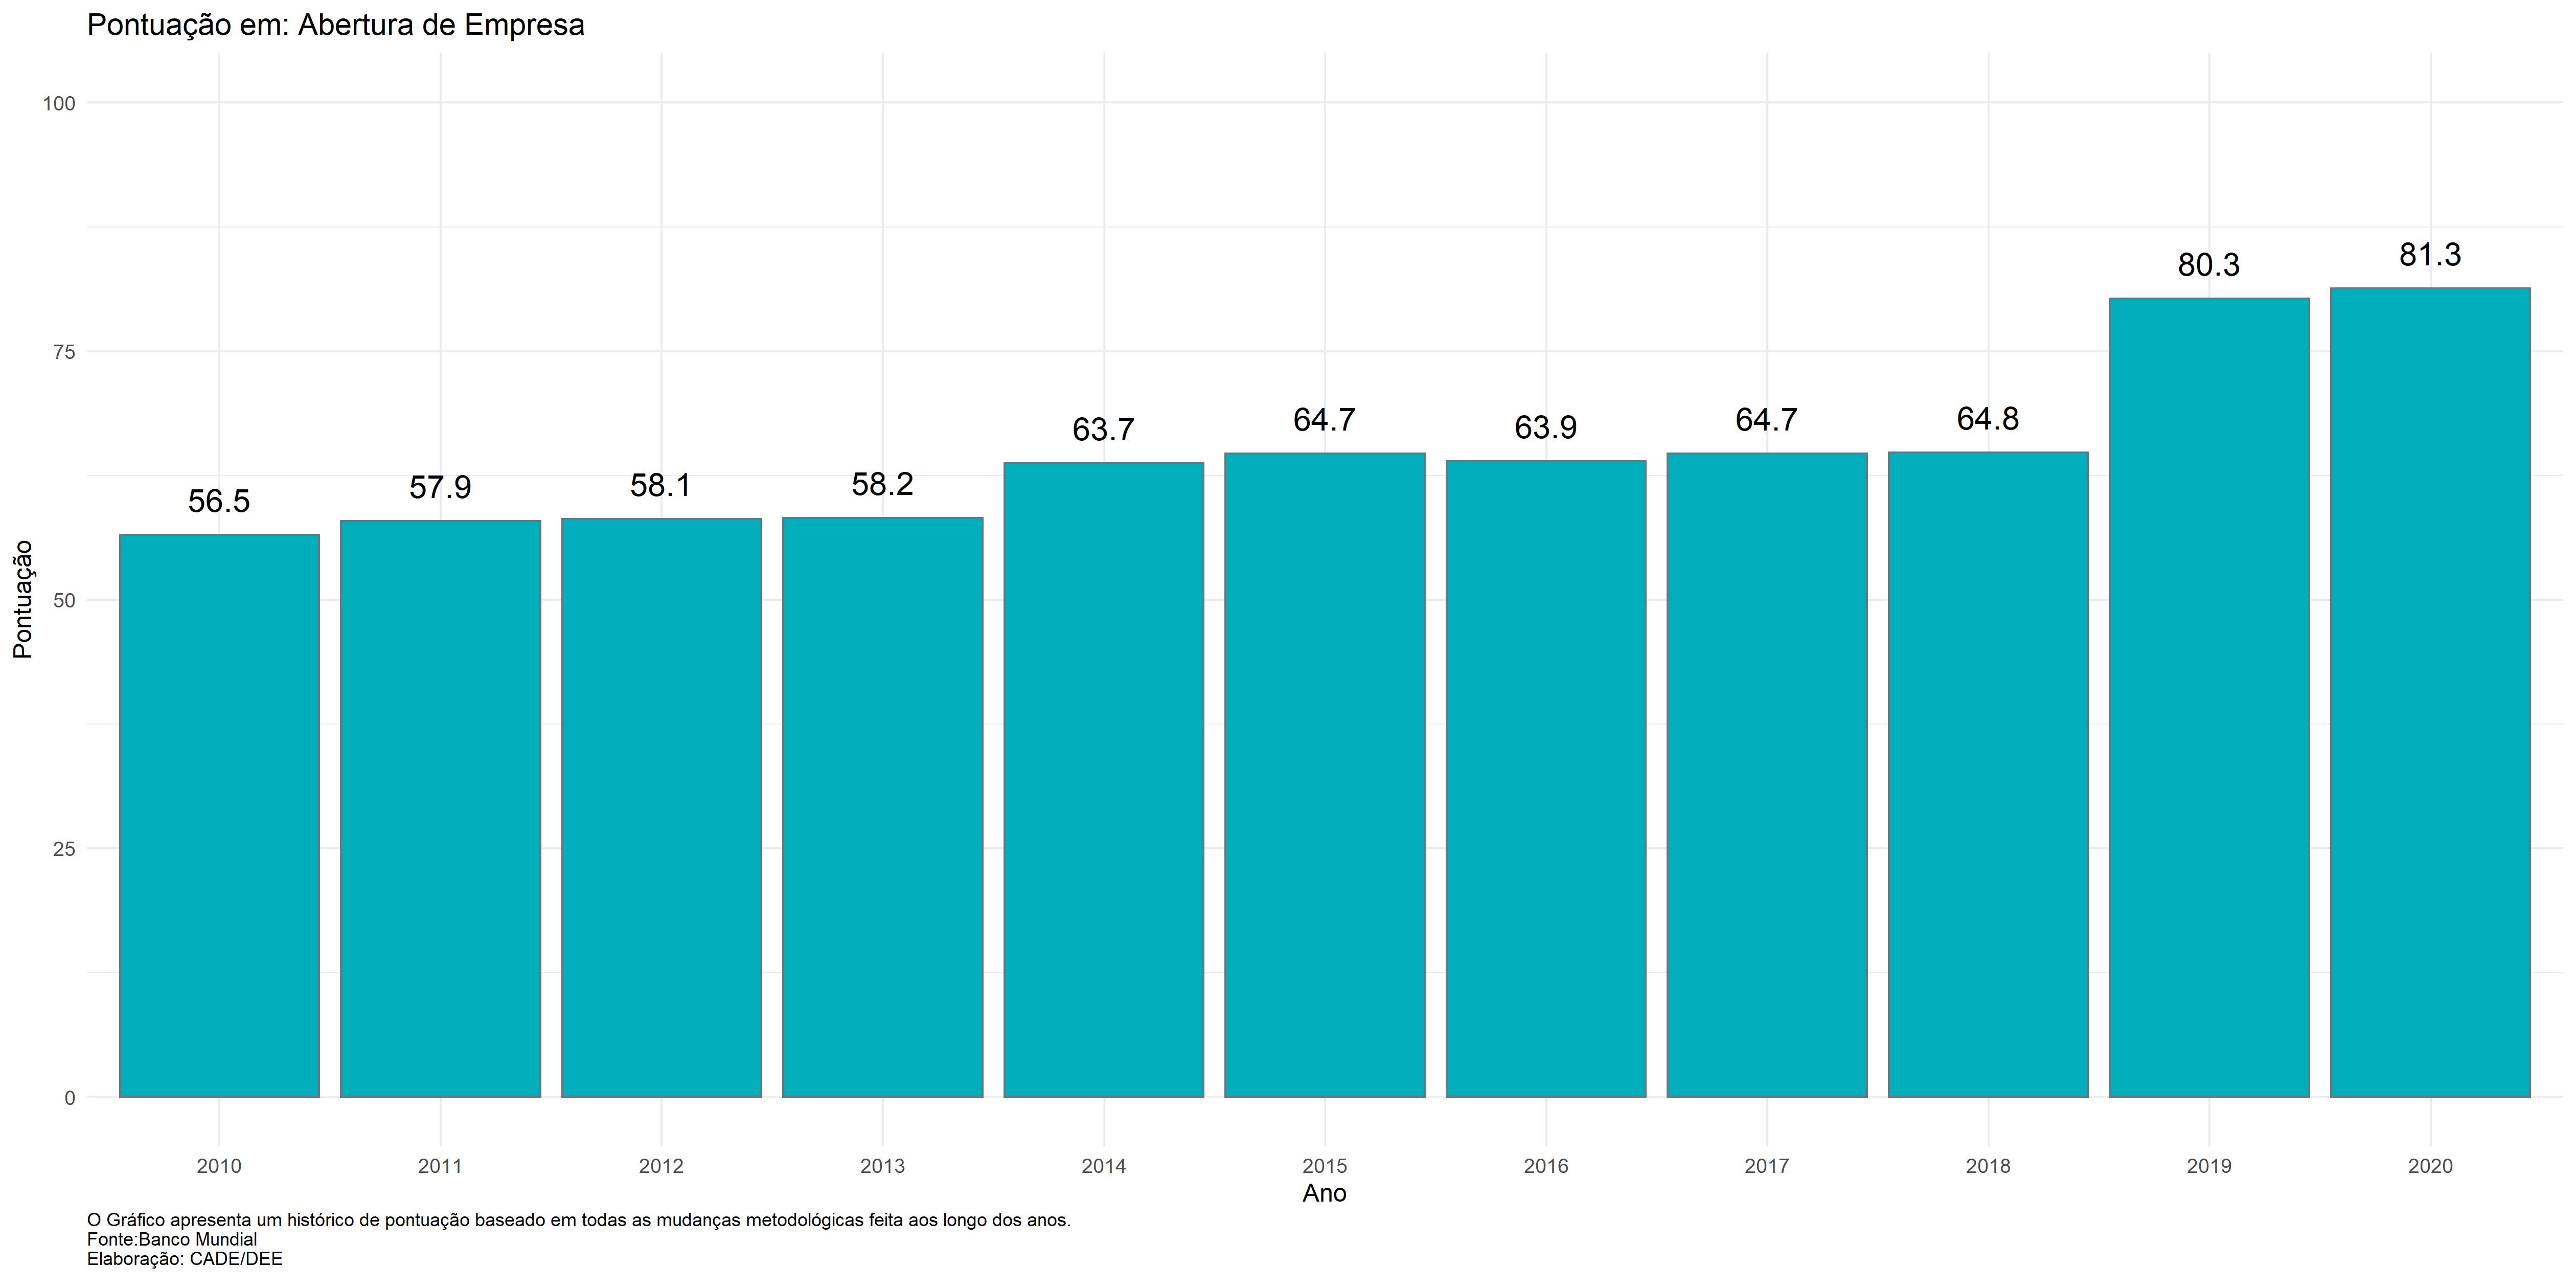 Pontuação em: Abertura de Empresa
100
75
50
25
0
Pontuação
56.5
57.9
58.1
58.2
63.7
64.7
63.9
64.7
64.8
80.3
81.3
2010 2011 2012 2013 2014 2015 2016 2017 2018 2019 2020
Ano
O Gráfico apresenta um histórico de pontuação baseado em todas as mudanças metodológicas feita aos longo dos anos.
Fonte:Banco Mundial
Elaboração: CADE/DEE